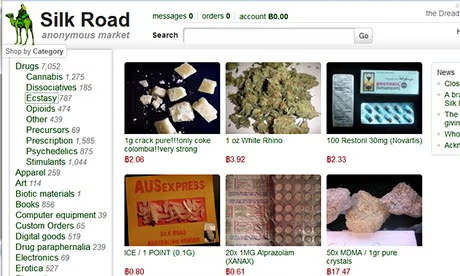 Silk Road
anonymous market
messages 0 | orders 0 | account ฿0.00
the Dread
Search
Go
Shop by Category
Drugs 7,052
Cannabis 1,275
Dissociatives 185
Ecstasy 787
Opioids 474
Other 439
Precursors 69
Prescription 1,585
Psychedelics 875
Stimulants 1,044
Apparel 259
Art 114
Biotic materials 1
Books 856
Computer equipment 39
Custom Orders 65
Digital goods 519
Drug paraphernalia 239
Electronics 69
Erotica 527
1g crack pure!!!only coke
colombia!!very strong
฿2.06
1 oz White Rhino
฿3.92
100 Restoril 30mg (Novartis)
฿2.33
AUS EXPRESS
SILK ROAD
ICE / 1 POINT (0.1G)
฿0.80
20x 1MG Alprazolam
(XANAX)
฿0.61
50x MDMA / 1gr pure
crystals
฿17.47
News
Clos
A bra
Silk
The
givin
Who
Ackn